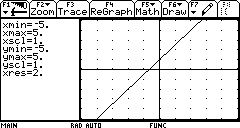 F1 F2 F3 F4 F5 F6 F7
Zoom Trace ReGraph Math Draw
xmin=-5.
xmax=5.
xscl=1.
ymin=-5.
ymax=5.
yscl=1.
xres=2.
MAIN RAD AUTO FUNC